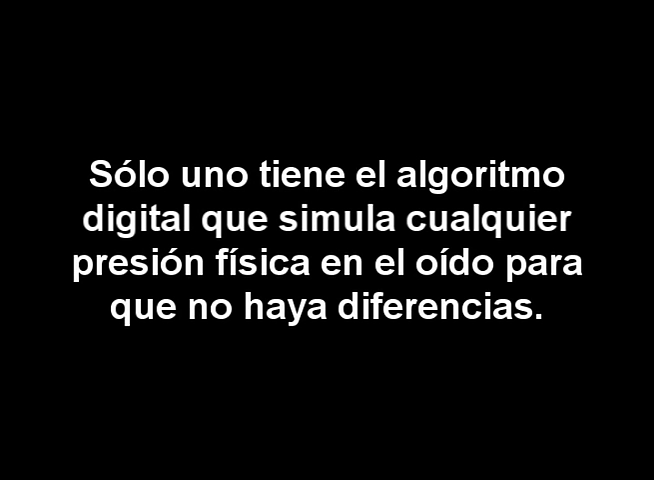 Sólo uno tiene el algoritmo
digital que simula cualquier
presión física en el oído para
que no haya diferencias.